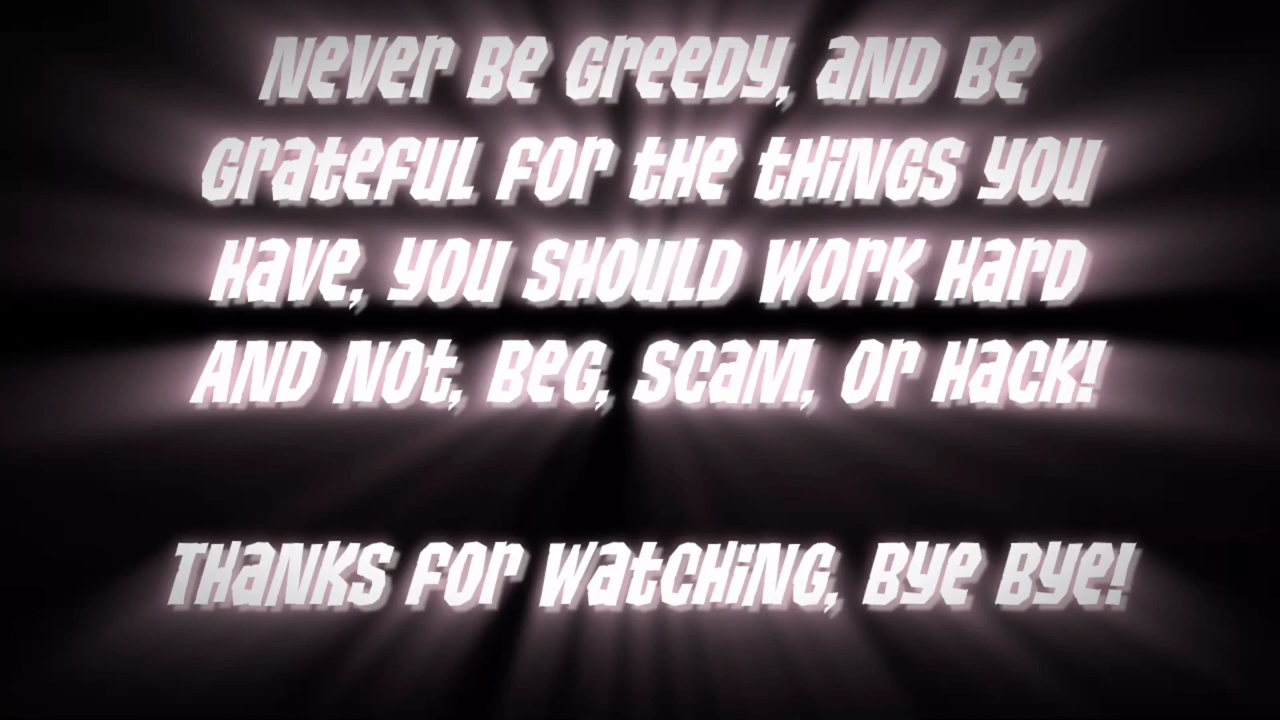 Never be greedy, and be
grateful for the things you
have, you should work hard
and not, beg, scam, or hack!
Thanks for watching, bye bye!